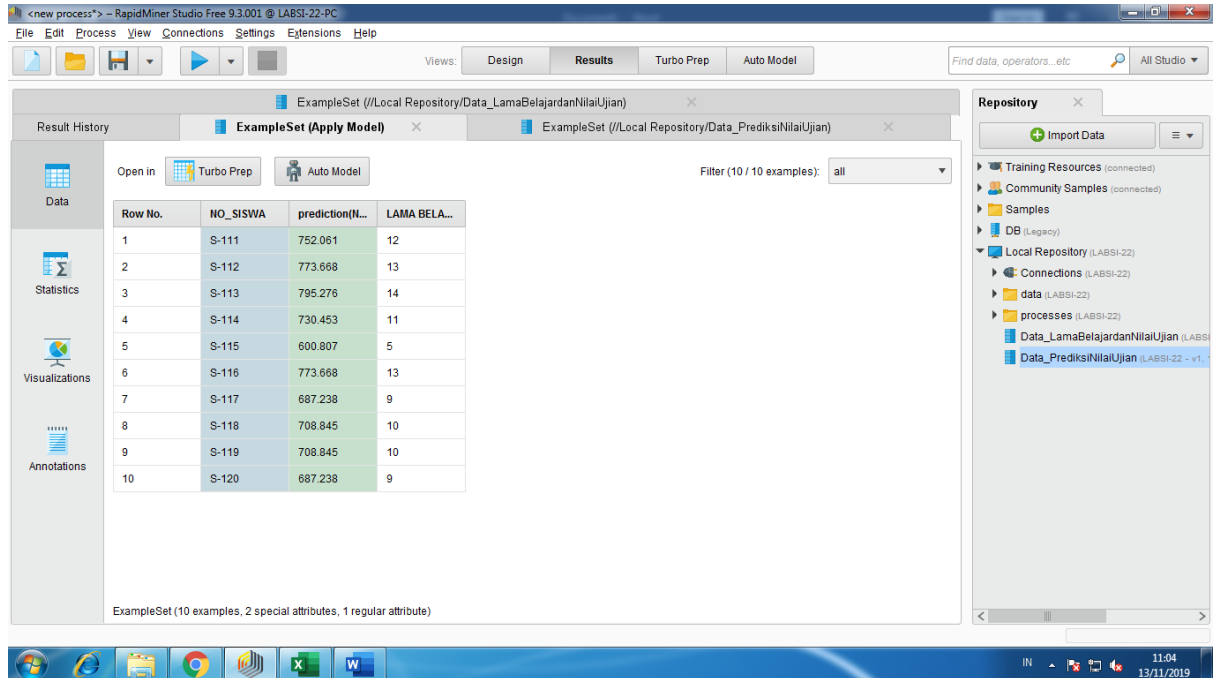 <new process*> – RapidMiner Studio Free 9.3.001 @ LABSI-22-PC
File Edit Process View Connections Settings Extensions Help
Views: Design Results Turbo Prep Auto Model Find data, operators...etc All Studio
ExampleSet (//Local Repository/Data_LamaBelajardanNilaiUjian)
Result History ExampleSet (Apply Model) ExampleSet (//Local Repository/Data_PrediksiNilaiUjian)
Data
Statistics
Visualizations
Annotations
Open in Turbo Prep Auto Model Filter (10 / 10 examples): all
Row No. NO_SISWA prediction(N... LAMA BELA...
1 S-111 752.061 12
2 S-112 773.668 13
3 S-113 795.276 14
4 S-114 730.453 11
5 S-115 600.807 5
6 S-116 773.668 13
7 S-117 687.238 9
8 S-118 708.845 10
9 S-119 708.845 10
10 S-120 687.238 9
ExampleSet (10 examples, 2 special attributes, 1 regular attribute)
Repository
Import Data
Training Resources (connected)
Community Samples (connected)
Samples
DB (Legacy)
Local Repository (LABSI-22)
Connections (LABSI-22)
data (LABSI-22)
processes (LABSI-22)
Data_LamaBelajardanNilaiUjian (LABSI
Data_PrediksiNilaiUjian (LABSI-22 - v1,
IN 11:04
13/11/2019